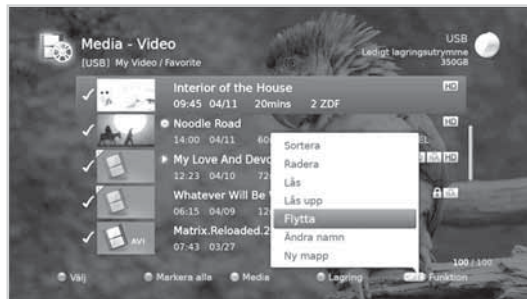 Media - Video
[USB] My Video / Favorite
USB
Ledigt lagringsutrymme
350GB
Interior of the House
HD
09:45 04/11 20mins 2 ZDF
Noodle Road
HD
14:00 04/11
My Love And
HD
12:23 04/10
Whatever Will Be
06:15 04/09
AVI
Matrix.Reloaded.2
07:43 03/27
Sortera
Radera
Lås
Lås upp
Flytta
Ändra namn
Ny mapp
100 / 100
Välj
Markera alla
Media
Lagring
Funktion